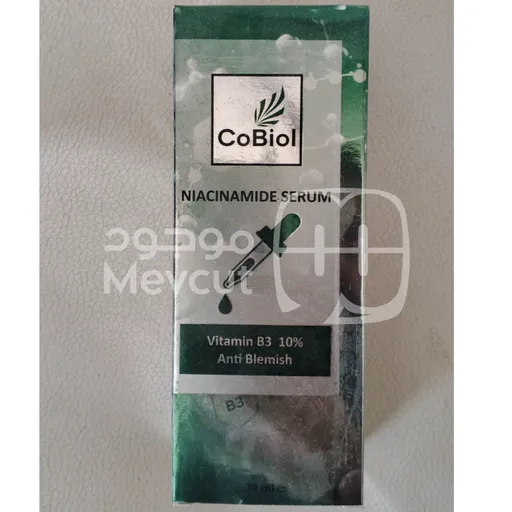 CoBiol
NIACINAMIDE SERUM
موجود
Mevcut
Vitamin B3 10%
Anti Blemish
B3